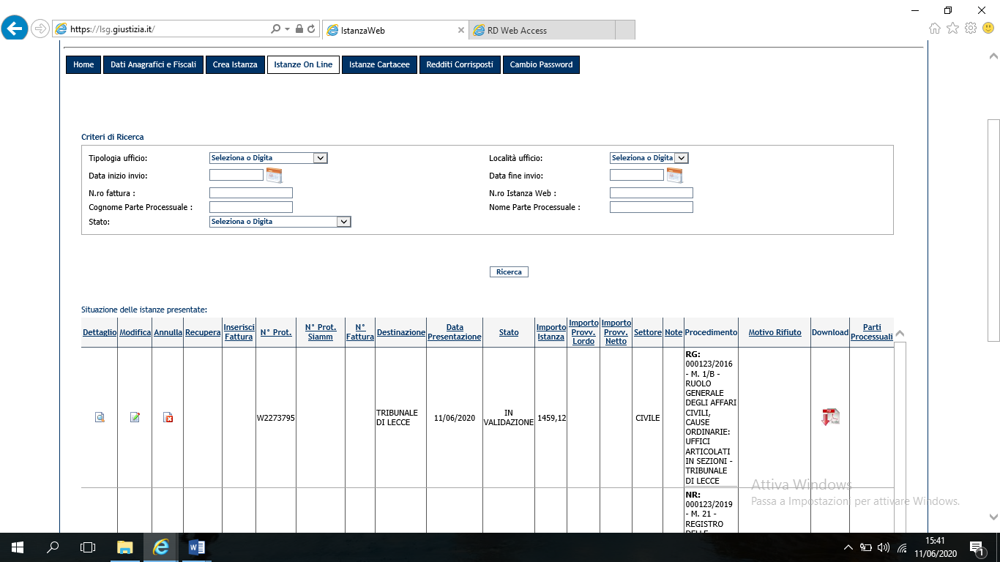 https://lsg.giustizia.it/
IstanzaWeb
RD Web Access
Home
Dati Anagrafici e Fiscali
Crea Istanza
Istanze On Line
Istanze Cartacee
Redditi Corrisposti
Cambio Password
Criteri di Ricerca
Tipologia ufficio: Seleziona o Digita
Località ufficio: Seleziona o Digita
Data inizio invio:
Data fine invio:
N.ro fattura :
N.ro Istanza Web :
Cognome Parte Processuale :
Nome Parte Processuale :
Stato: Seleziona o Digita
Ricerca
Situazione delle istanze presentate:
Dettaglio
Modifica
Annulla
Recupera
Inserisci
Fattura
N° Prot.
N° Prot.
Siamm
N°
Fattura
Destinazione
Data
Presentazione
Stato
Importo
Istanza
Importo
Provv.
Lordo
Importo
Provv.
Netto
Settore
Note
Procedimento
Motivo Rifiuto
Download
Parti
Processuali
W2273795
TRIBUNALE
DI LECCE
11/06/2020
IN
VALIDAZIONE
1459,12
CIVILE
RG:
000123/2016
- M. 1/B -
RUOLO
GENERALE
DEGLI AFFARI
CIVILI,
CAUSE
ORDINARIE:
UFFICI
ARTICOLATI
IN SEZIONI -
TRIBUNALE
DI LECCE
NR:
000123/2019
- M. 21 -
REGISTRO
DELLE
Attiva Windows
Passa a Impostazioni per attivare Windows.
15:41
11/06/2020
1